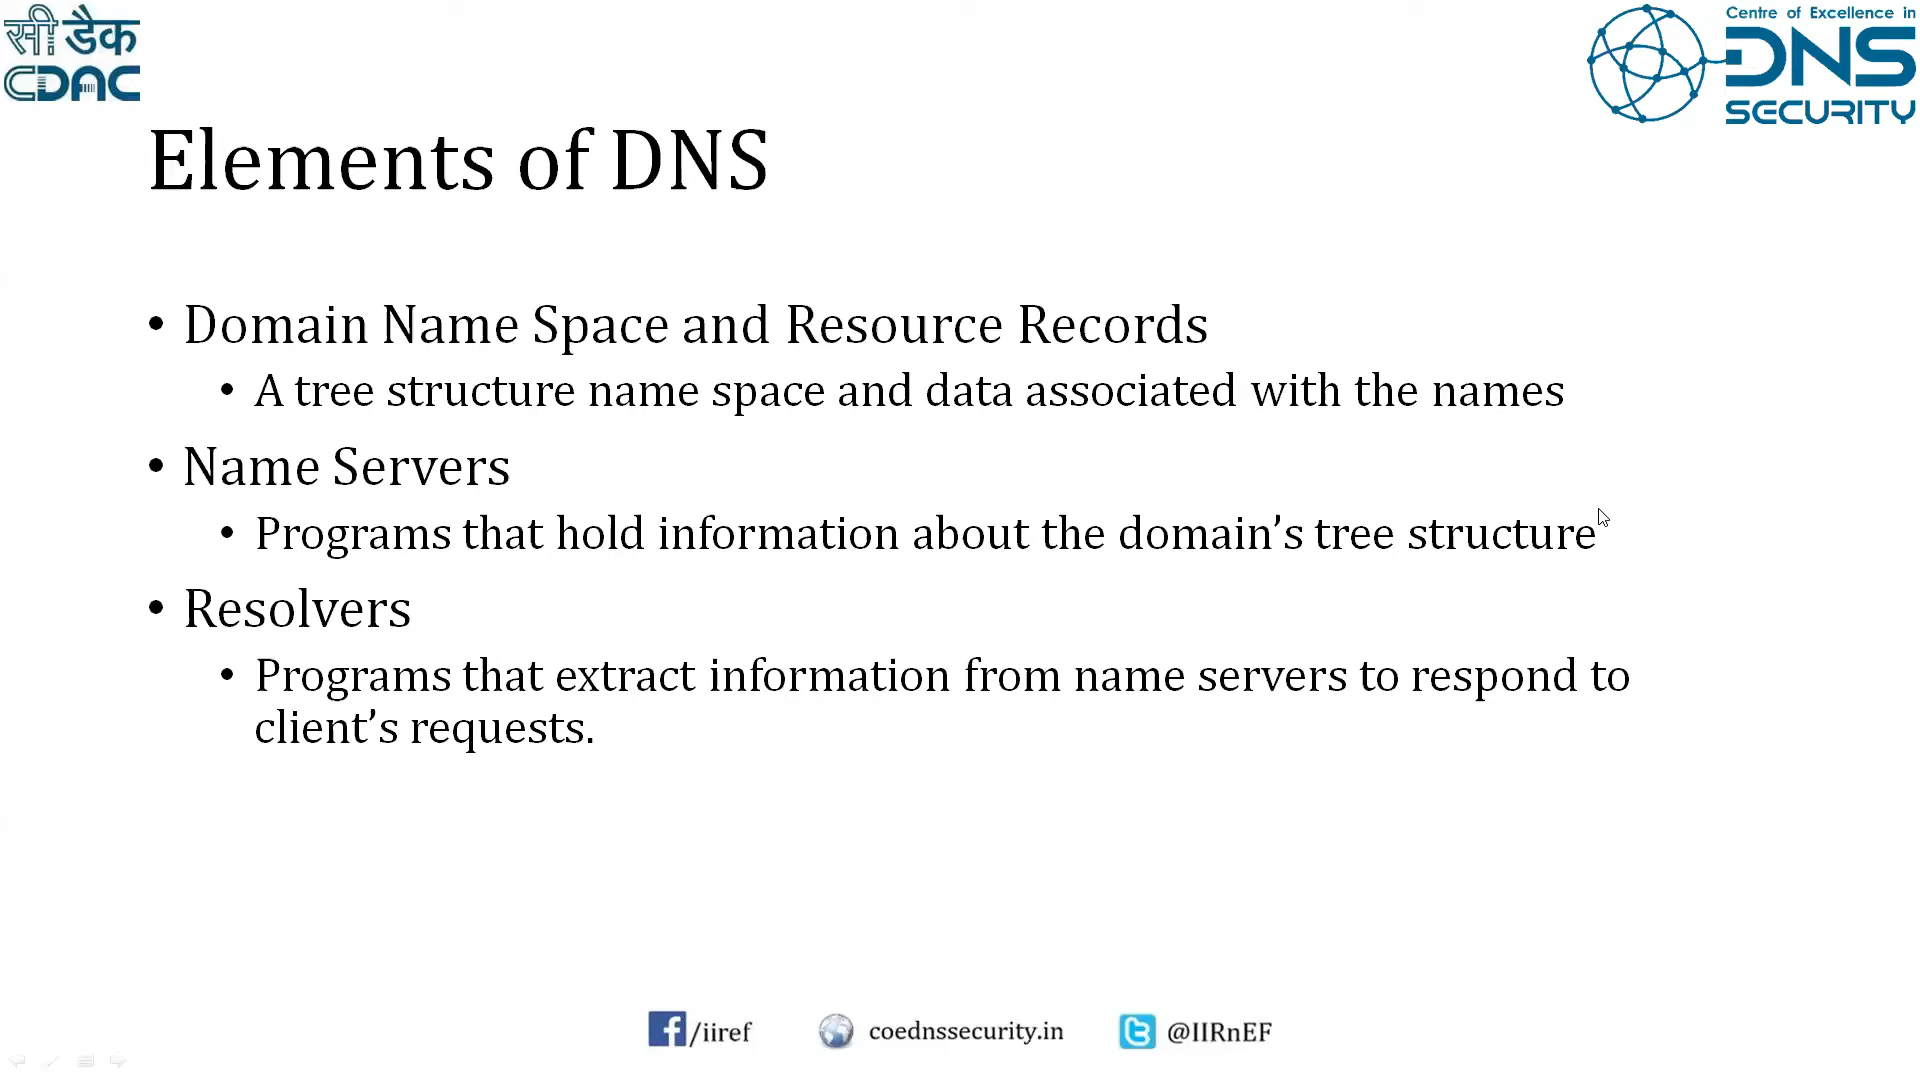 सी डैक
CDAC
Centre of Excellence in
DNS
SECURITY
Elements of DNS
• Domain Name Space and Resource Records
• A tree structure name space and data associated with the names
• Name Servers
• Programs that hold information about the domain’s tree structure
• Resolvers
• Programs that extract information from name servers to respond to
client’s requests.
/iiref
coednssecurity.in
@IIRnEF